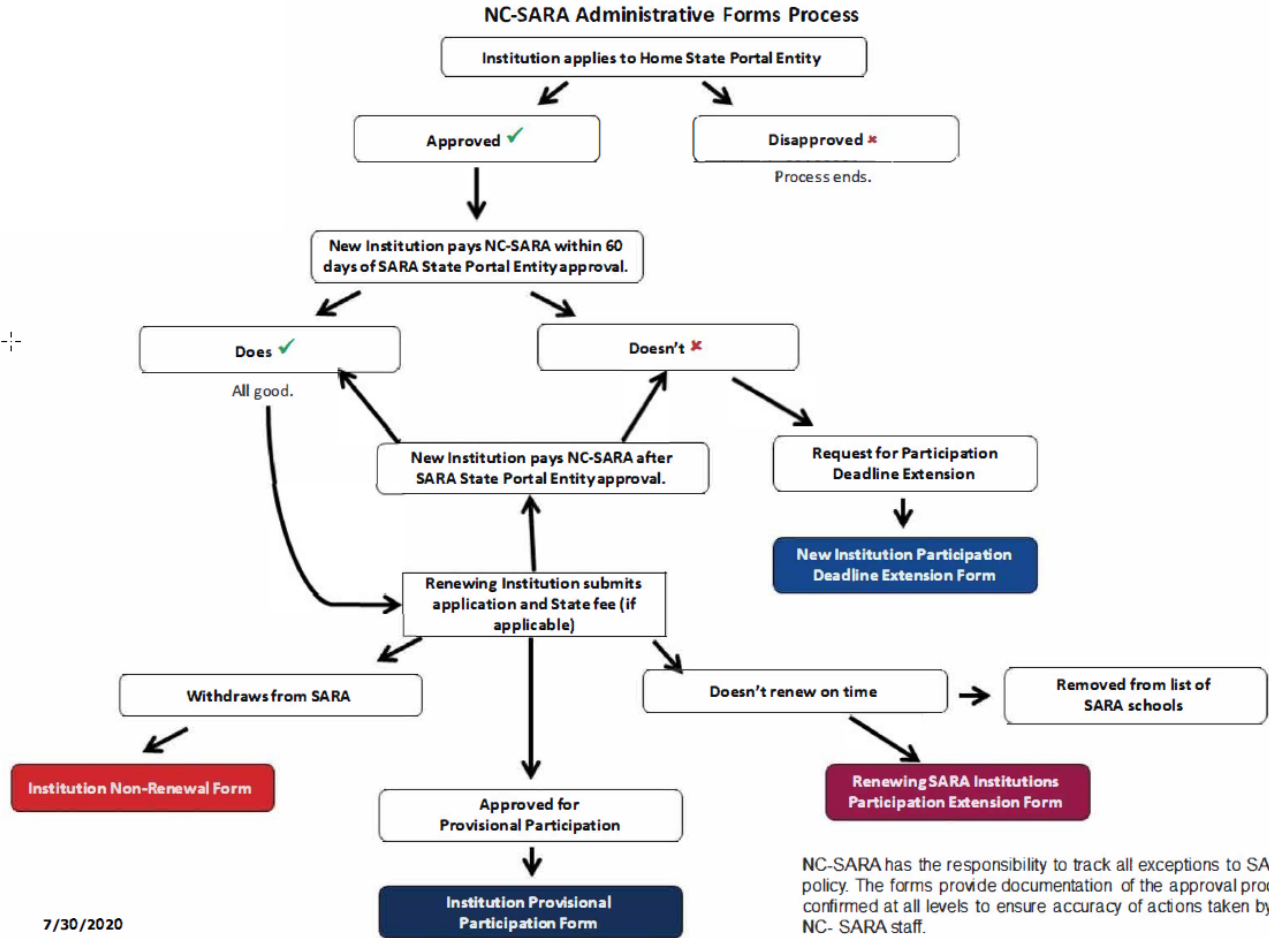 NC-SARA Administrative Forms Process
Institution applies to Home State Portal Entity
Approved ✓
Disapproved ✘
Process ends.
New Institution pays NC-SARA within 60
days of SARA State Portal Entity approval.
Does ✓
Doesn't ✘
All good.
New Institution pays NC-SARA after
SARA State Portal Entity approval.
Request for Participation
Deadline Extension
New Institution Participation
Deadline Extension Form
Renewing Institution submits
application and State fee (if
applicable)
Withdraws from SARA
Doesn't renew on time
Removed from list of
SARA schools
Institution Non-Renewal Form
Renewing SARA Institutions
Participation Extension Form
Approved for
Provisional Participation
Institution Provisional
Participation Form
NC-SARA has the responsibility to track all exceptions to
policy. The forms provide documentation of the approval
confirmed at all levels to ensure accuracy of actions taken by
NC- SARA staff.
7/30/2020